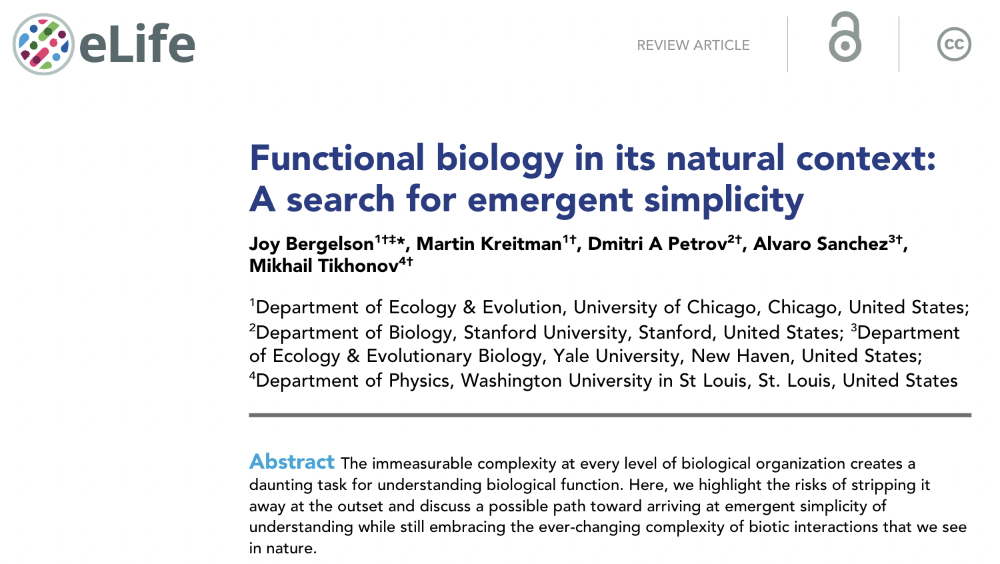 eLife
REVIEW ARTICLE
cc
Functional biology in its natural context:
A search for emergent simplicity
Joy Bergelson¹†‡*, Martin Kreitman¹†, Dmitri A Petrov²†, Alvaro Sanchez³†,
Mikhail Tikhonov⁴†
¹Department of Ecology & Evolution, University of Chicago, Chicago, United States;
²Department of Biology, Stanford University, Stanford, United States; ³Department
of Ecology & Evolutionary Biology, Yale University, New Haven, United States;
⁴Department of Physics, Washington University in St Louis, St. Louis, United States
Abstract The immeasurable complexity at every level of biological organization creates a
daunting task for understanding biological function. Here, we highlight the risks of stripping it
away at the outset and discuss a possible path toward arriving at emergent simplicity of
understanding while still embracing the ever-changing complexity of biotic interactions that we see
in nature.